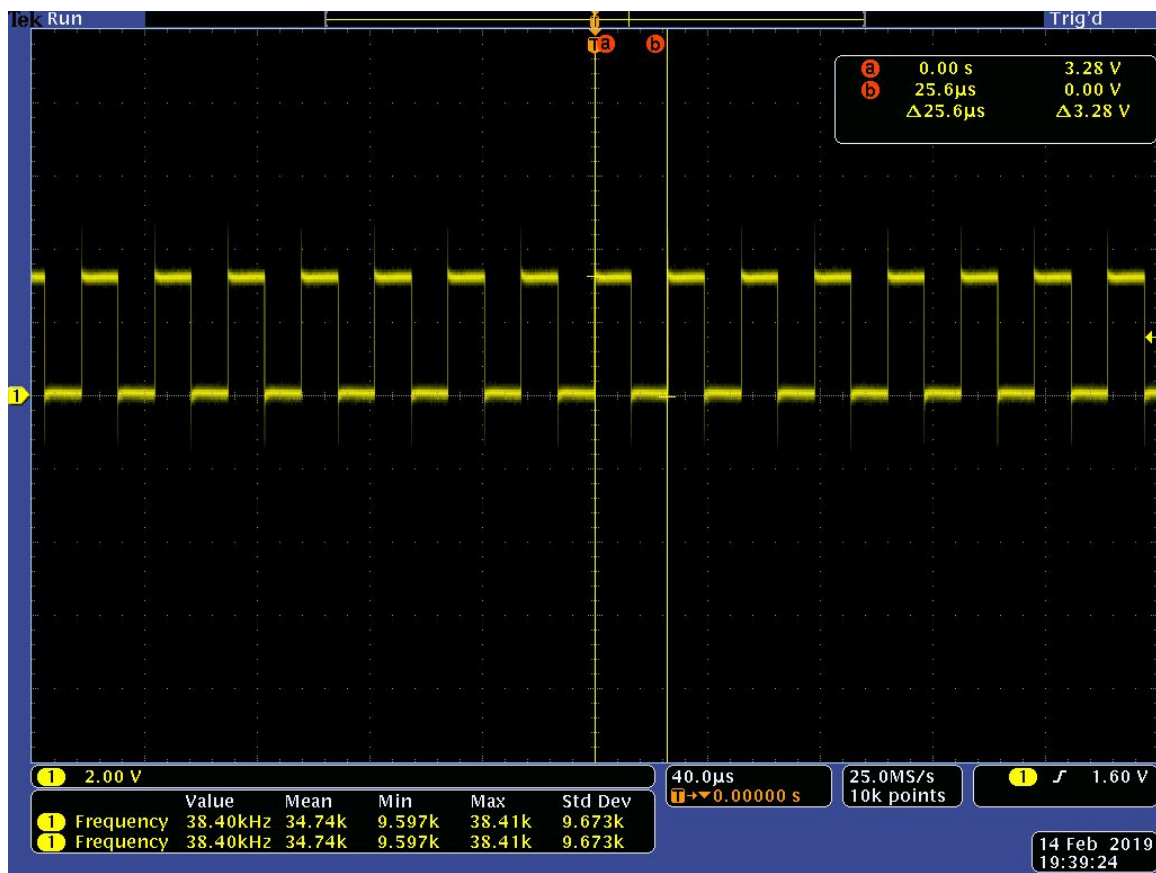 Tek Run Trig'd
T a b
a 0.00 s 3.28 V
b 25.6µs 0.00 V
Δ25.6µs Δ3.28 V
1
1 2.00 V 40.0µs 25.0MS/s 1 1.60 V
T→▼0.00000 s 10k points
Value Mean Min Max Std Dev
1 Frequency 38.40kHz 34.74k 9.597k 38.41k 9.673k
1 Frequency 38.40kHz 34.74k 9.597k 38.41k 9.673k
14 Feb 2019
19:39:24